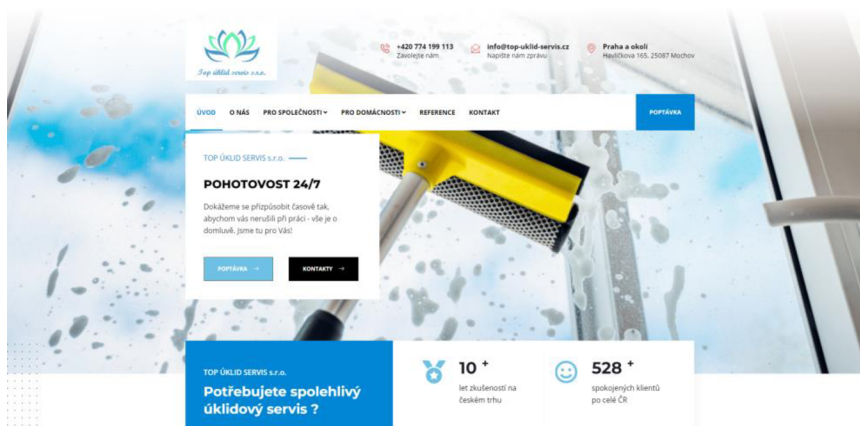 Top úklid servis s.r.o.
+420 774 199 113
Zavolejte nám
info@top-uklid-servis.cz
Napište nám zprávu
Praha a okolí
Havlíčkova 165, 25087 Mochov
ÚVOD
O NÁS
PRO SPOLEČNOSTI
PRO DOMÁCNOSTI
REFERENCE
KONTAKT
POPTÁVKA
TOP ÚKLID SERVIS s.r.o.
POHOTOVOST 24/7
Dokážeme se přizpůsobit časově tak,
abychom vás nerušili při práci - vše je o
domluvě. Jsme tu pro Vás!
POPTÁVKA →
KONTAKTY →
TOP ÚKLID SERVIS s.r.o.
Potřebujete spolehlivý
úklidový servis ?
10 +
let zkušeností na
českém trhu
528 +
spokojených klientů
po celé ČR